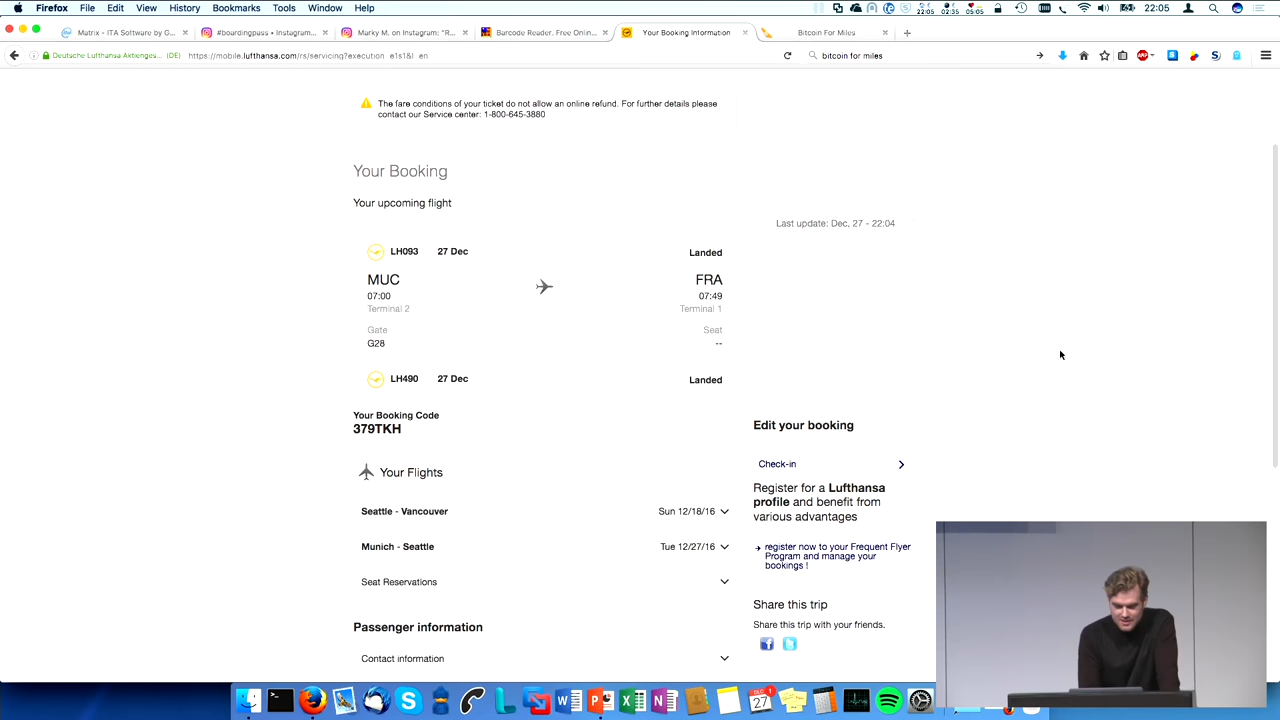 Firefox File Edit View History Bookmarks Tools Window Help
22:05 02:35 05:05 22:05
Matrix - ITA Software by G...
#boardingpass • Instagram...
Marky M. on Instagram: "R...
Barcode Reader. Free Onlin...
Your Booking Information
Bitcoin For Miles
Deutsche Lufthansa Aktienges... (DE)
https://mobile.lufthansa.com/rs/servicing?execution e1s1&l en
bitcoin for miles
The fare conditions of your ticket do not allow an online refund. For further details please
contact our Service center: 1-800-645-3880
Your Booking
Your upcoming flight
Last update: Dec, 27 - 22:04
LH093 27 Dec Landed
MUC FRA
07:00 07:49
Terminal 2 Terminal 1
Gate Seat
G28 --
LH490 27 Dec Landed
Your Booking Code
379TKH
Your Flights
Seattle - Vancouver Sun 12/18/16
Munich - Seattle Tue 12/27/16
Seat Reservations
Passenger information
Contact information
Edit your booking
Check-in
Register for a Lufthansa
profile and benefit from
various advantages
register now to your Frequent Flyer
Program and manage your
bookings !
Share this trip
Share this trip with your friends.